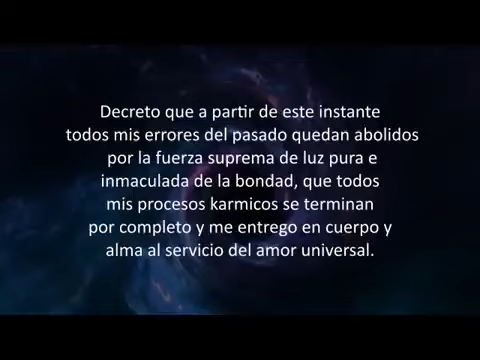 Decreto que a partir de este instante
todos mis errores del pasado quedan abolidos
por la fuerza suprema de luz pura e
inmaculada de la bondad, que todos
mis procesos karmicos se terminan
por completo y me entrego en cuerpo y
alma al servicio del amor universal.